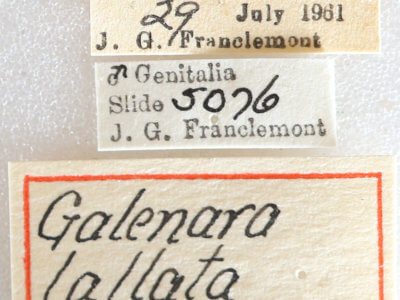 29 July 1961
J. G. Franclemont
♂ Genitalia
Slide 5076
J. G. Franclemont
Galenara
lallata